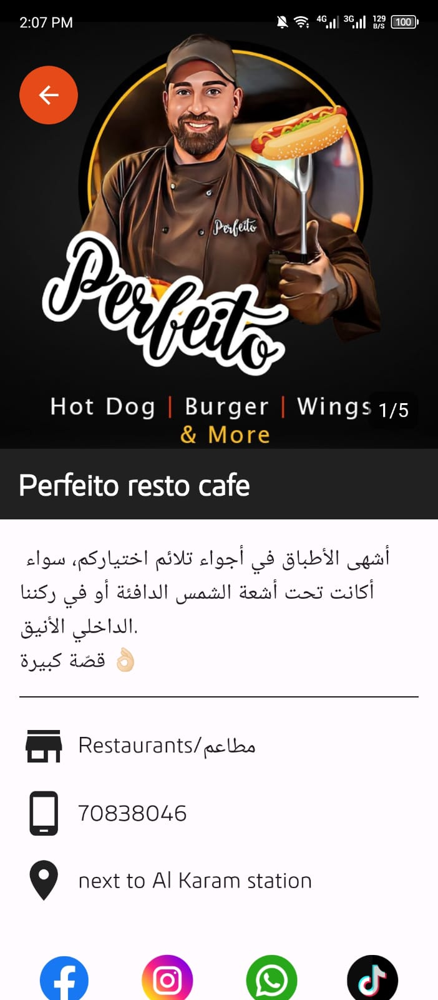 2:07 PM
4G 3G 129 B/S 100
Perfeito
Perfeito
Hot Dog | Burger | Wings 1/5
& More
Perfeito resto cafe
أشهى الأطباق في أجواء تلائم اختياركم، سواء
أكانت تحت أشعة الشمس الدافئة أو في ركننا
الداخلي الأنيق.
قصّة كبيرة 👌🏻
Restaurants/مطاعم
70838046
next to Al Karam station